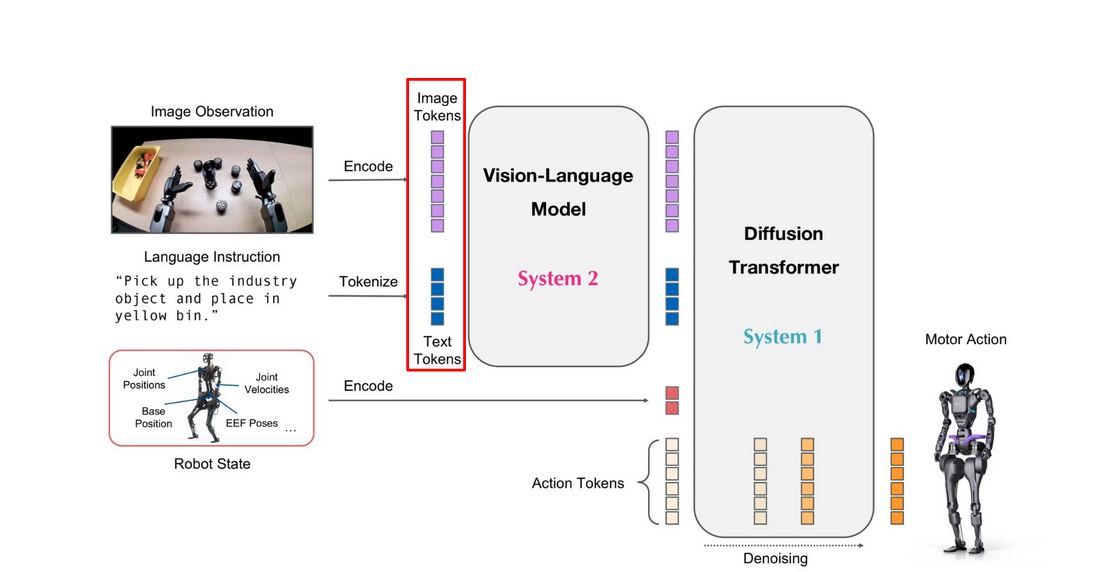 Image Observation
Encode
Image
Tokens
Vision-Language
Model
System 2
Language Instruction
“Pick up the industry
object and place in
yellow bin.”
Tokenize
Text
Tokens
Diffusion
Transformer
System 1
Joint
Positions
Joint
Velocities
Base
Position
EEF Poses ...
Robot State
Encode
Action Tokens
Denoising
Motor Action